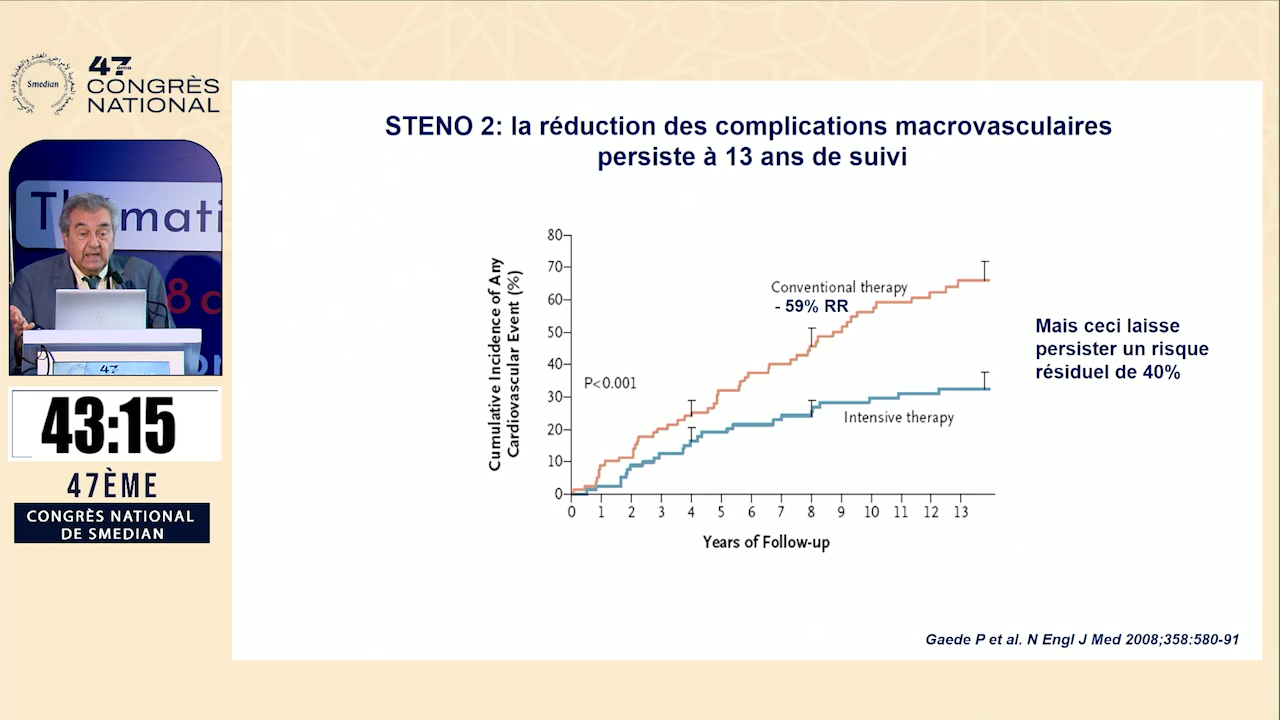 Smedian
47ème
CONGRÈS
NATIONAL
Th mati
8
43:15
47ÈME
CONGRÈS NATIONAL
DE SMEDIAN
STENO 2: la réduction des complications macrovasculaires
persiste à 13 ans de suivi
Cumulative Incidence of Any
Cardiovascular Event (%)
80
70
60
50
40
30
20
10
0
P<0.001
Conventional therapy
- 59% RR
Intensive therapy
0 1 2 3 4 5 6 7 8 9 10 11 12 13
Years of Follow-up
Mais ceci laisse
persister un risque
résiduel de 40%
Gaede P et al. N Engl J Med 2008;358:580-91